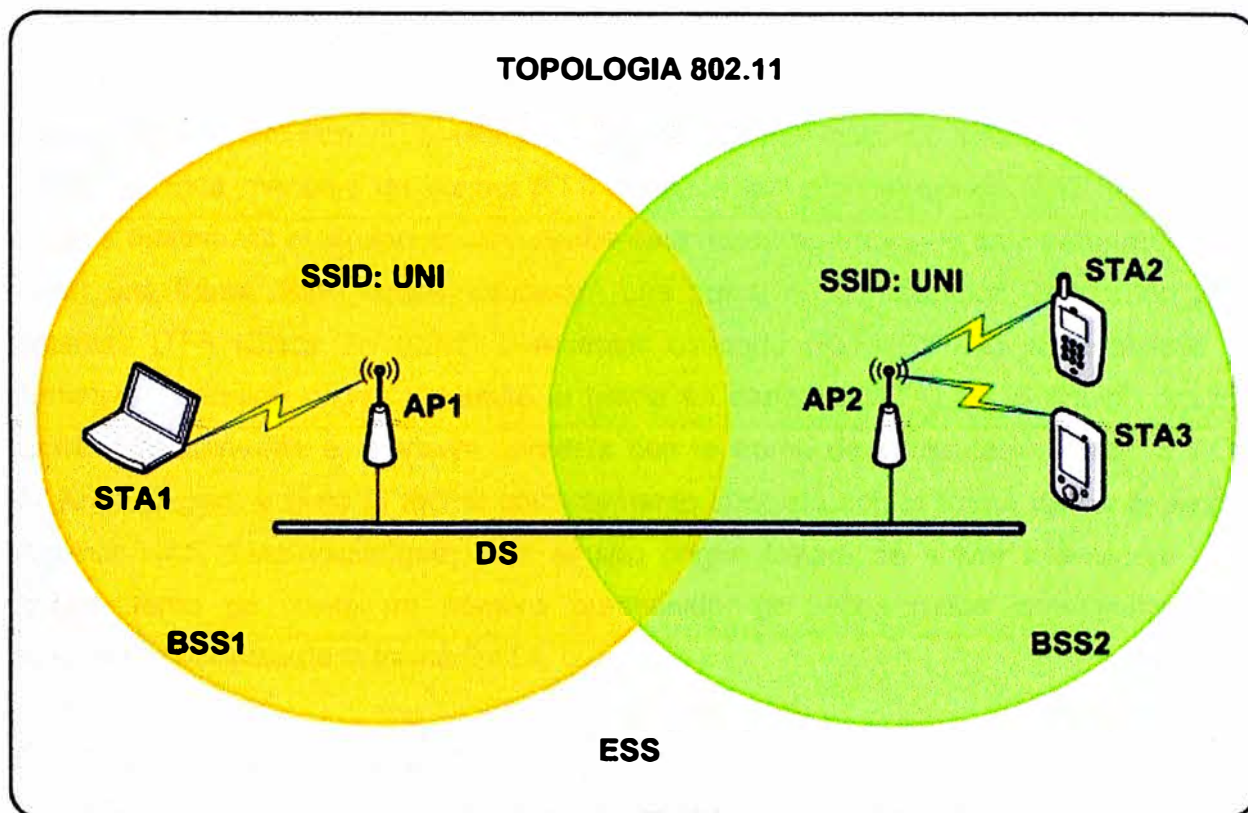 TOPOLOGIA 802.11
SSID: UNI
SSID: UNI
STA2
AP1
AP2
STA3
STA1
DS
BSS1
BSS2
ESS